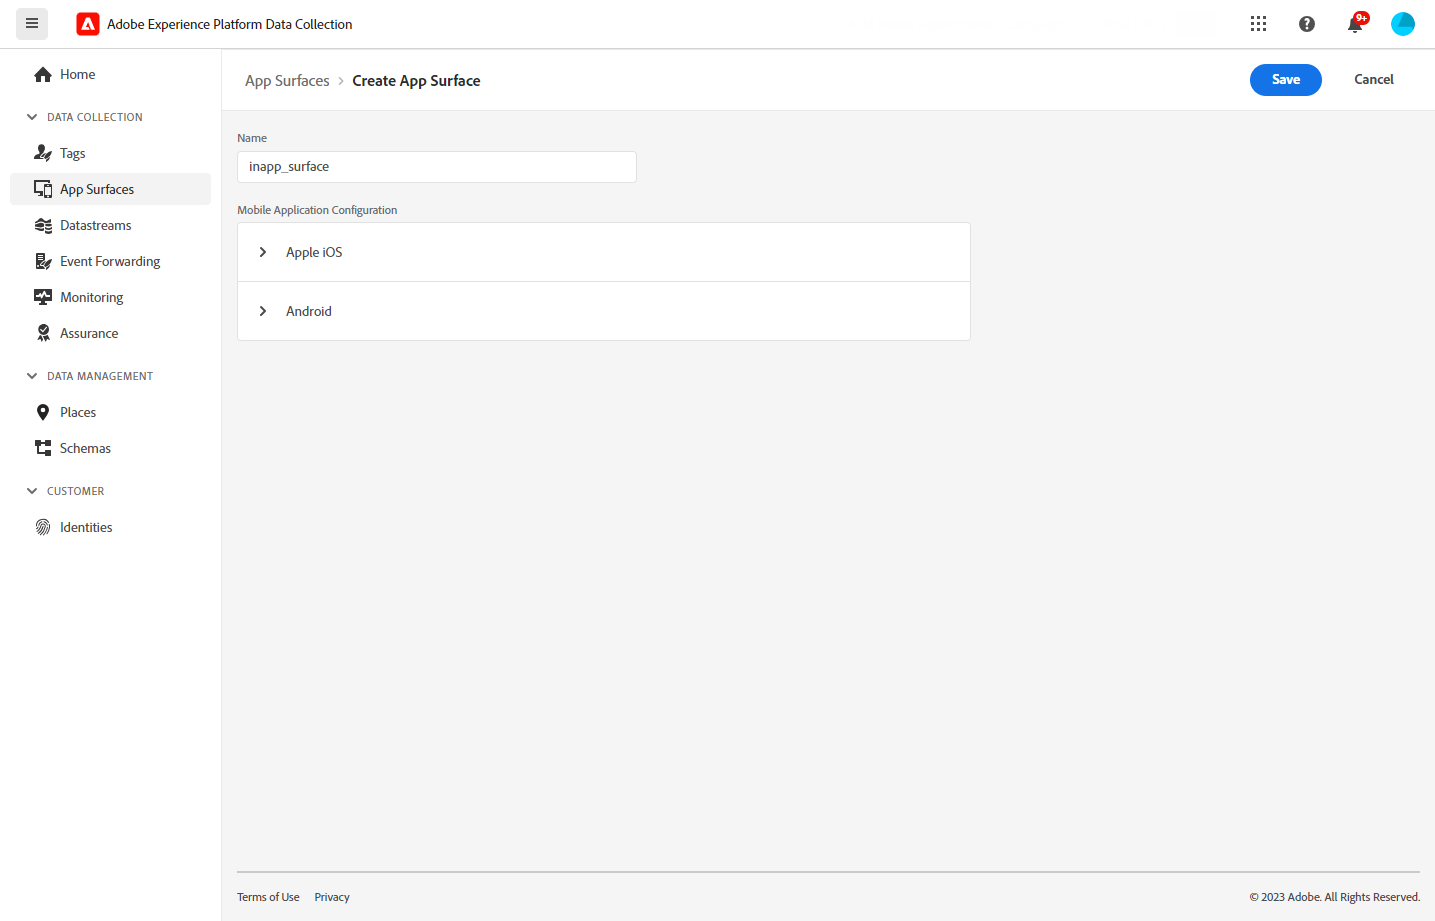 Adobe Experience Platform Data Collection
9+
Home
DATA COLLECTION
Tags
App Surfaces
Datastreams
Event Forwarding
Monitoring
Assurance
DATA MANAGEMENT
Places
Schemas
CUSTOMER
Identities
App Surfaces > Create App Surface
Save
Cancel
Name
inapp_surface
Mobile Application Configuration
Apple iOS
Android
Terms of Use Privacy
© 2023 Adobe. All Rights Reserved.